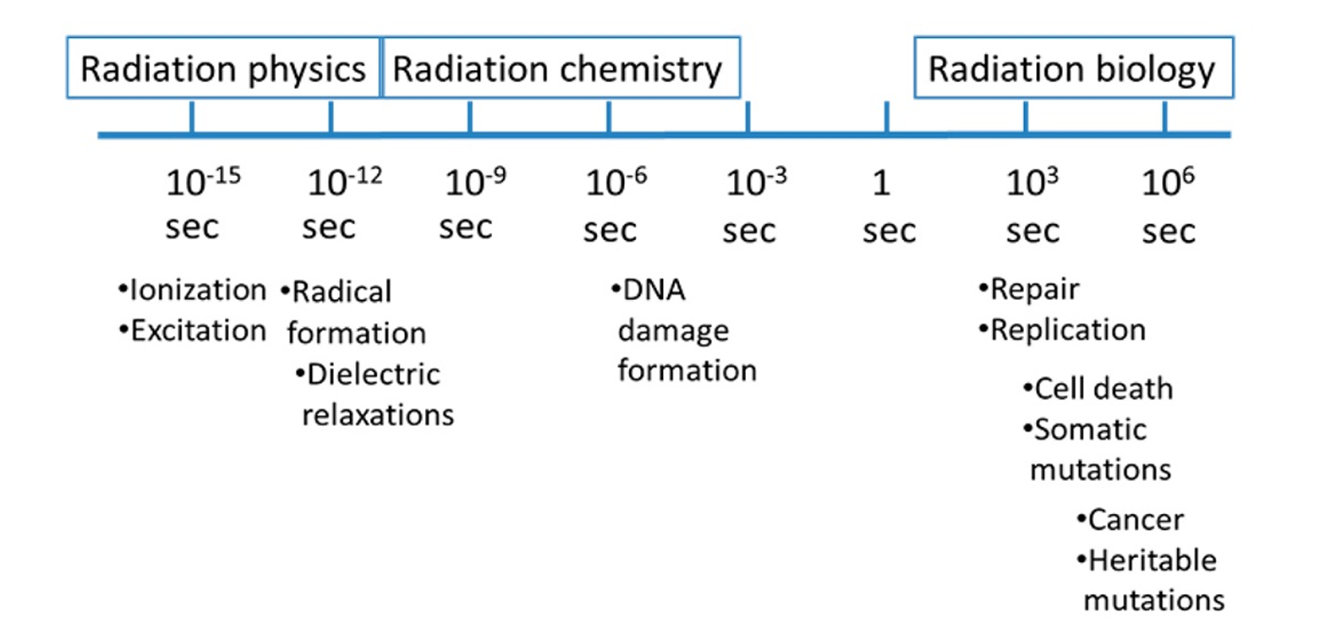 Radiation physics Radiation chemistry Radiation biology
10⁻¹⁵ 10⁻¹² 10⁻⁹ 10⁻⁶ 10⁻³ 1 10³ 10⁶
sec sec sec sec sec sec sec sec
•Ionization
•Excitation
•Radical
formation
•Dielectric
relaxations
•DNA
damage
formation
•Repair
•Replication
•Cell death
•Somatic
mutations
•Cancer
•Heritable
mutations